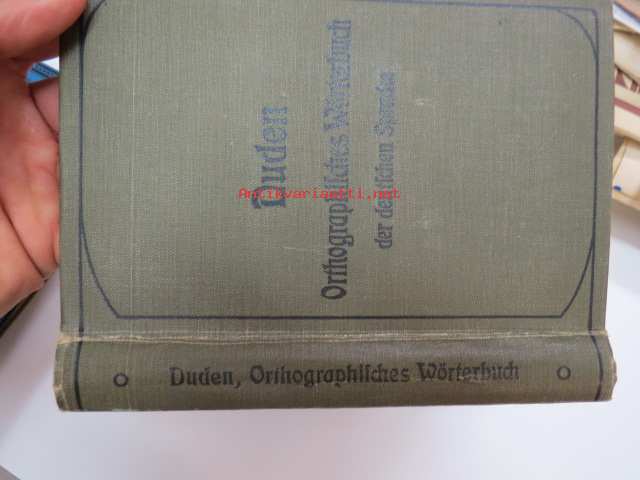 Duden
Orthographisches Wörterbuch
der deutschen Sprache
Antikvariaatti.net
Duden, Orthographisches Wörterbuch